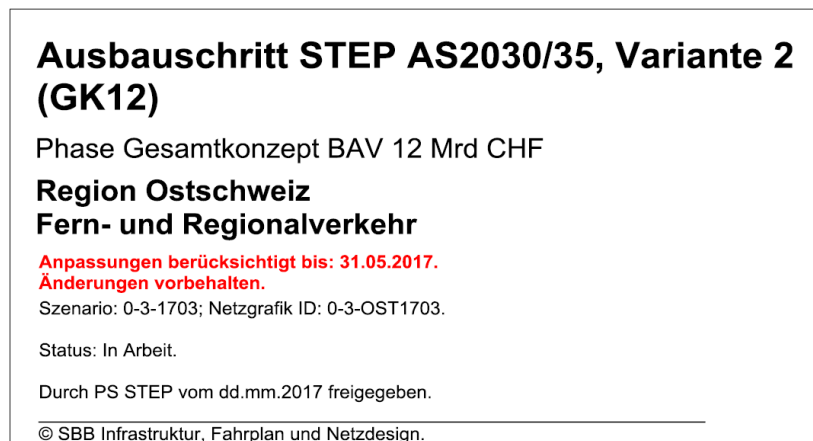 Ausbauschritt STEP AS2030/35, Variante 2
(GK12)
Phase Gesamtkonzept BAV 12 Mrd CHF
Region Ostschweiz
Fern- und Regionalverkehr
Anpassungen berücksichtigt bis: 31.05.2017.
Änderungen vorbehalten.
Szenario: 0-3-1703; Netzgrafik ID: 0-3-OST1703.
Status: In Arbeit.
Durch PS STEP vom dd.mm.2017 freigegeben.
© SBB Infrastruktur, Fahrplan und Netzdesign.